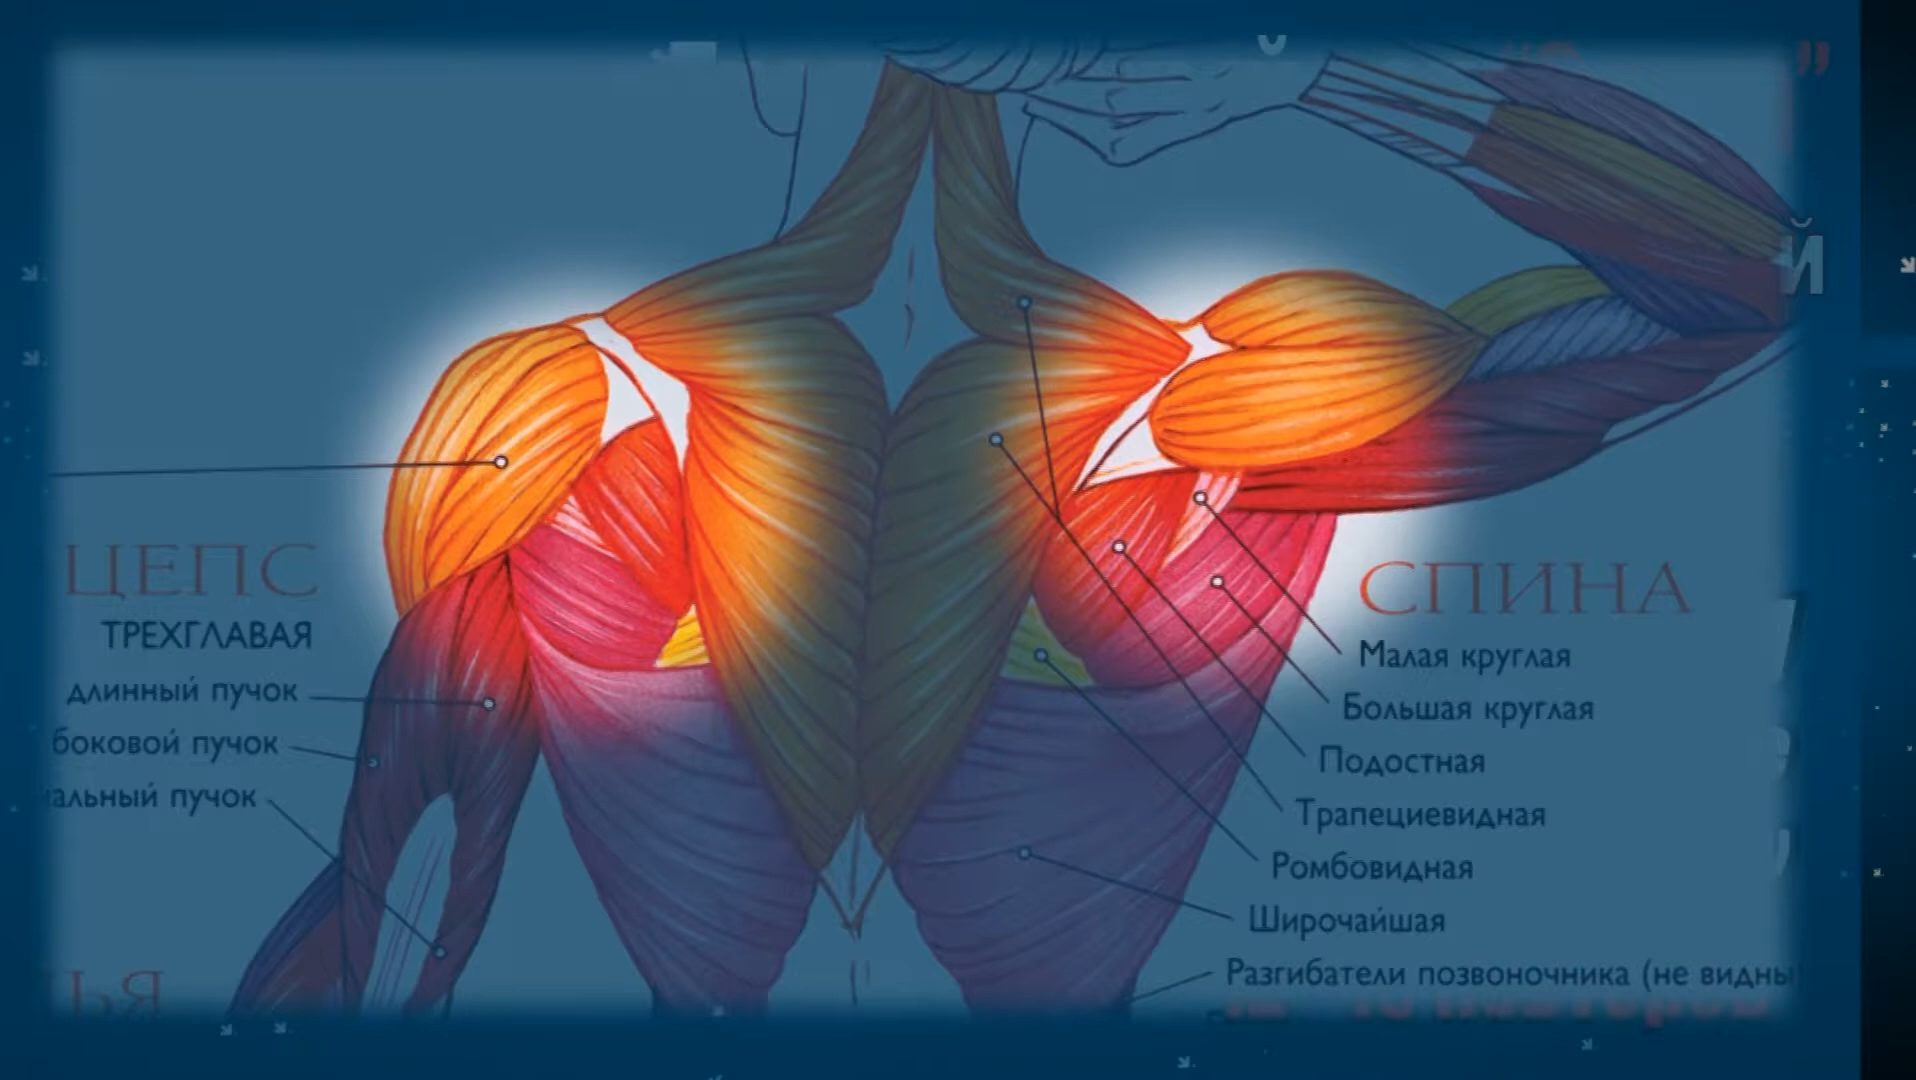 ЦЕПС
ТРЕХГЛАВАЯ
длинный пучок
боковой пучок
пучок
ЬЯ
СПИНА
Малая круглая
Большая круглая
Подостная
Трапециевидная
Ромбовидная
Широчайшая
Разгибатели позвоночника (не видны
Й